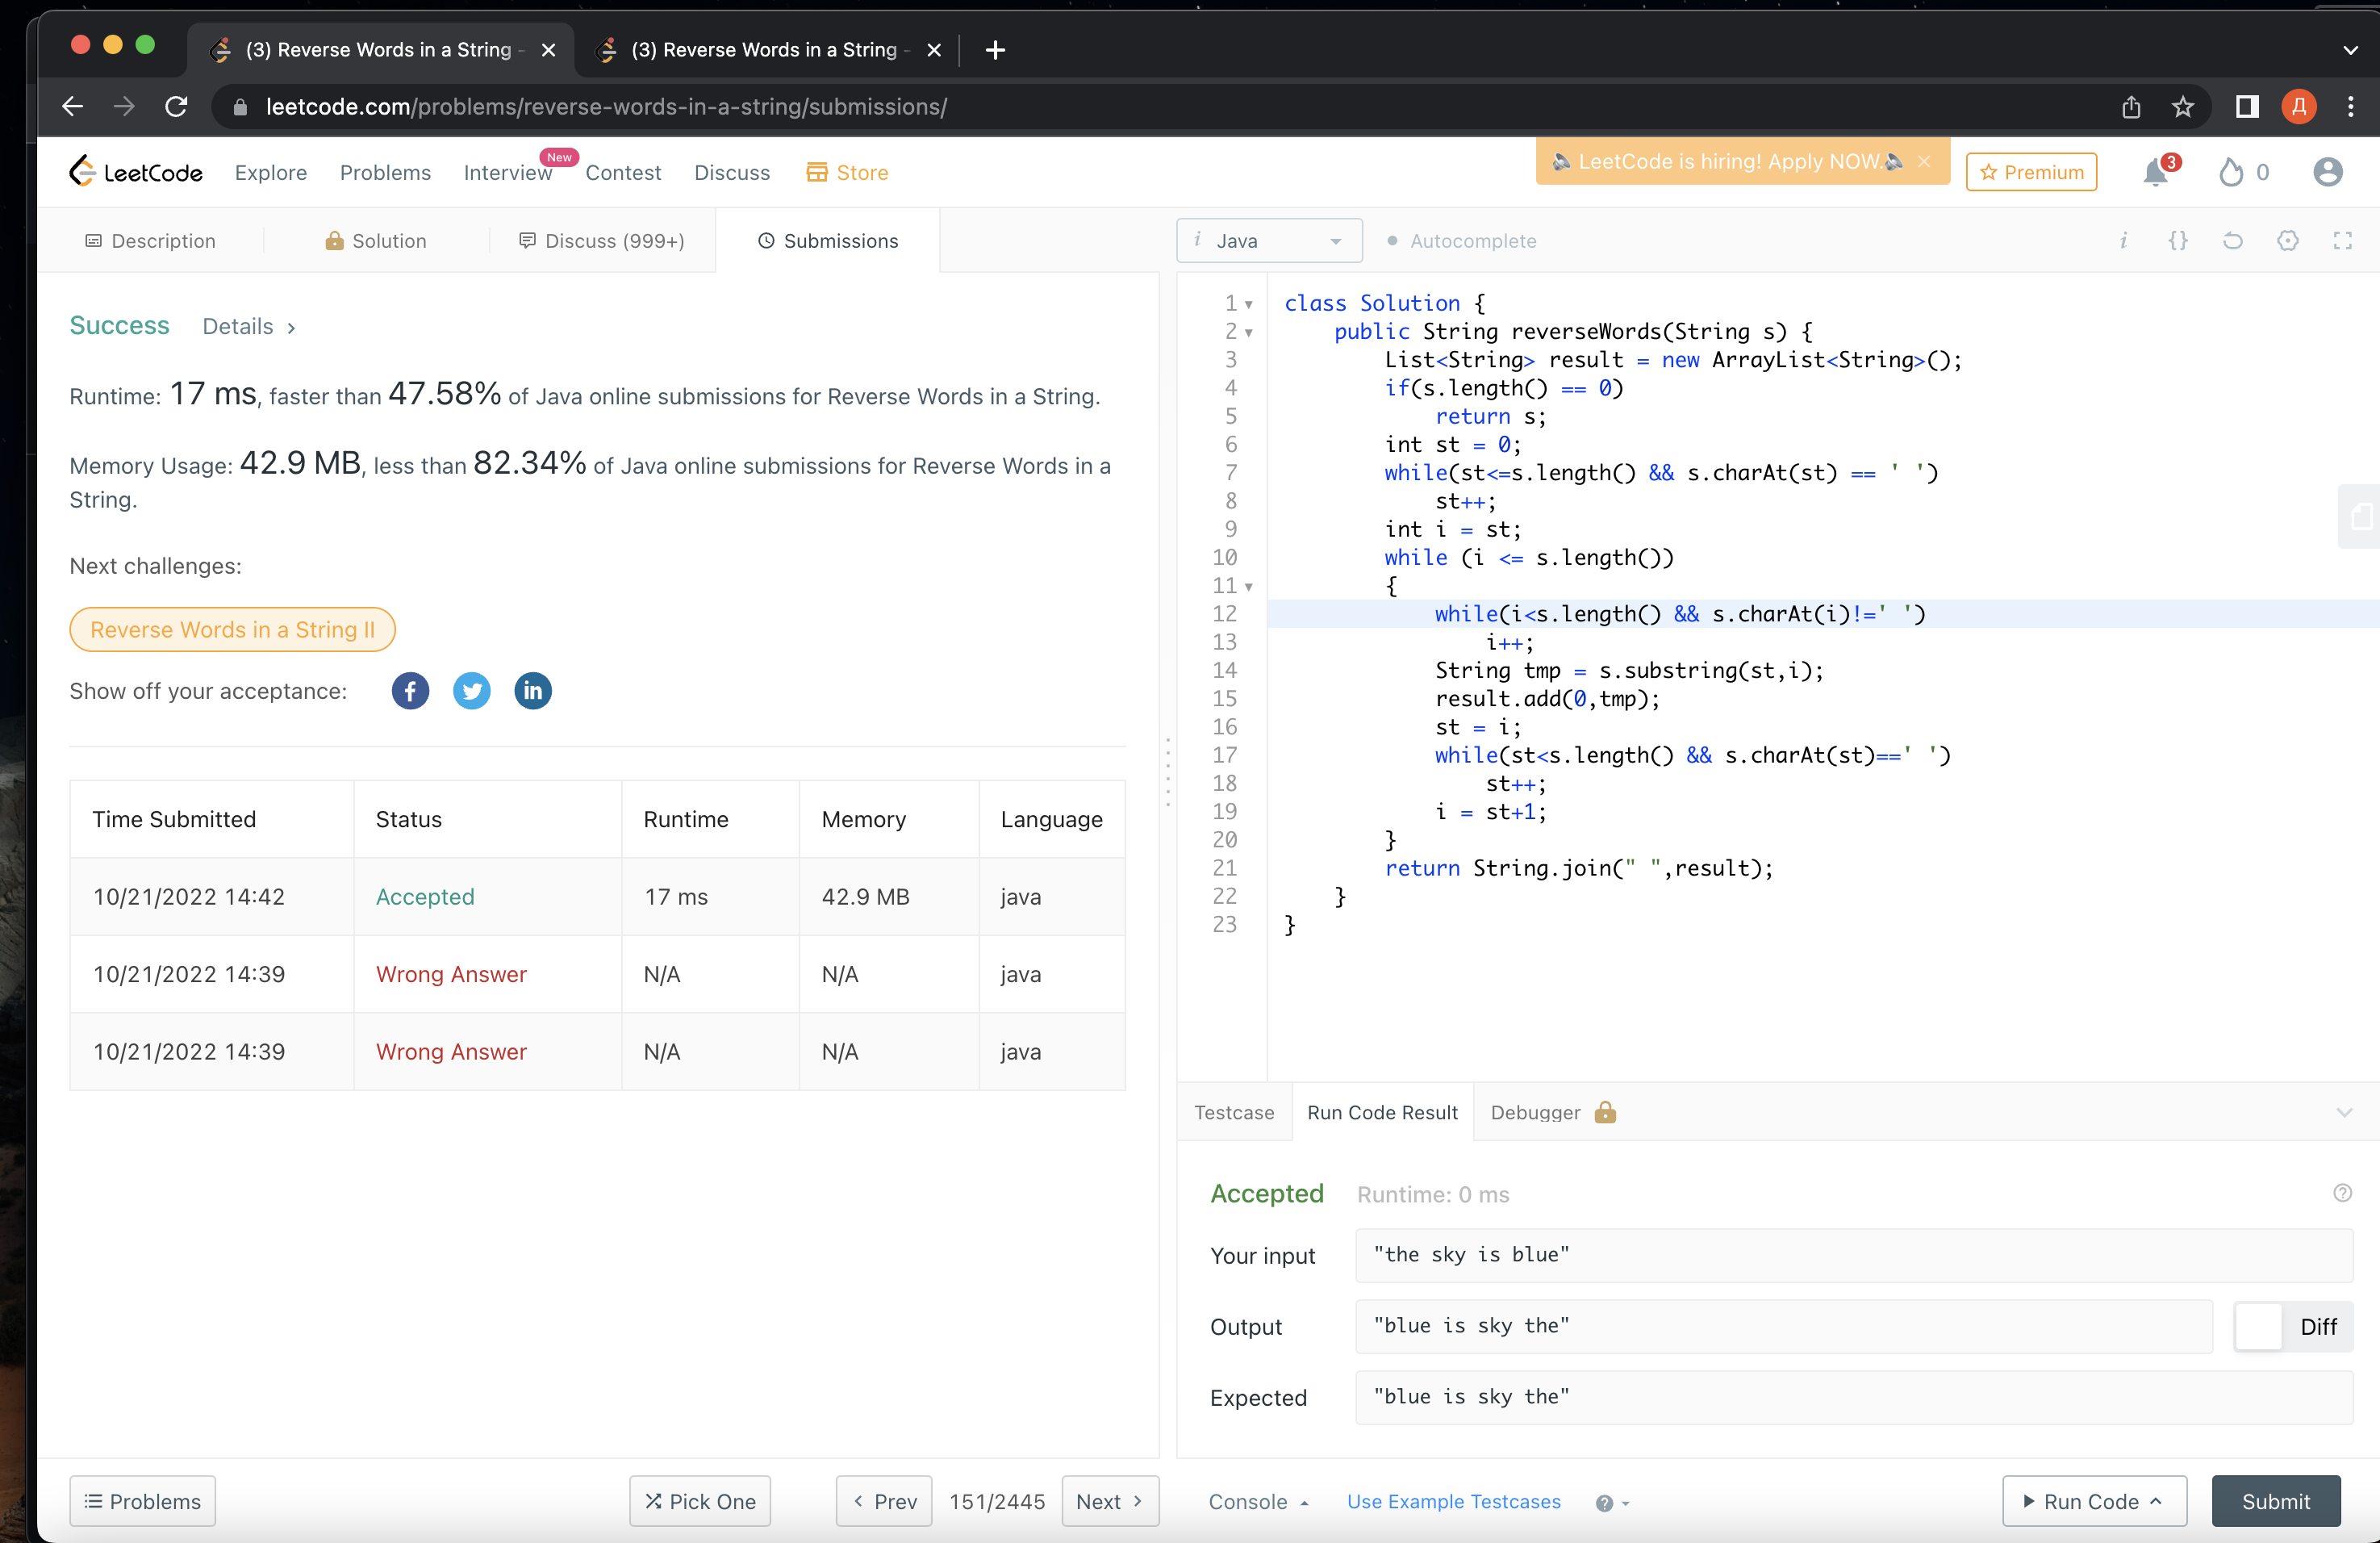 (3) Reverse Words in a String -
(3) Reverse Words in a String -
leetcode.com/problems/reverse-words-in-a-string/submissions/
Д
LeetCode
Explore
Problems
Interview
New
Contest
Discuss
Store
LeetCode is hiring! Apply NOW.
Premium
3
0
Description
Solution
Discuss (999+)
Submissions
i Java
Autocomplete
i
{}
Success
Details
Runtime: 17 ms, faster than 47.58% of Java online submissions for Reverse Words in a String.
Memory Usage: 42.9 MB, less than 82.34% of Java online submissions for Reverse Words in a
String.
Next challenges:
Reverse Words in a String II
Show off your acceptance:
Time Submitted Status Runtime Memory Language
10/21/2022 14:42 Accepted 17 ms 42.9 MB java
10/21/2022 14:39 Wrong Answer N/A N/A java
10/21/2022 14:39 Wrong Answer N/A N/A java
1 class Solution {
2 public String reverseWords(String s) {
3 List<String> result = new ArrayList<String>();
4 if(s.length() == 0)
5 return s;
6 int st = 0;
7 while(st<=s.length() && s.charAt(st) == ' ')
8 st++;
9 int i = st;
10 while (i <= s.length())
11 {
12 while(i<s.length() && s.charAt(i)!=' ')
13 i++;
14 String tmp = s.substring(st,i);
15 result.add(0,tmp);
16 st = i;
17 while(st<s.length() && s.charAt(st)==' ')
18 st++;
19 i = st+1;
20 }
21 return String.join(" ",result);
22 }
23 }
Testcase
Run Code Result
Debugger
Accepted
Runtime: 0 ms
Your input
"the sky is blue"
Output
"blue is sky the"
Diff
Expected
"blue is sky the"
Problems
Pick One
Prev
151/2445
Next
Console
Use Example Testcases
Run Code
Submit